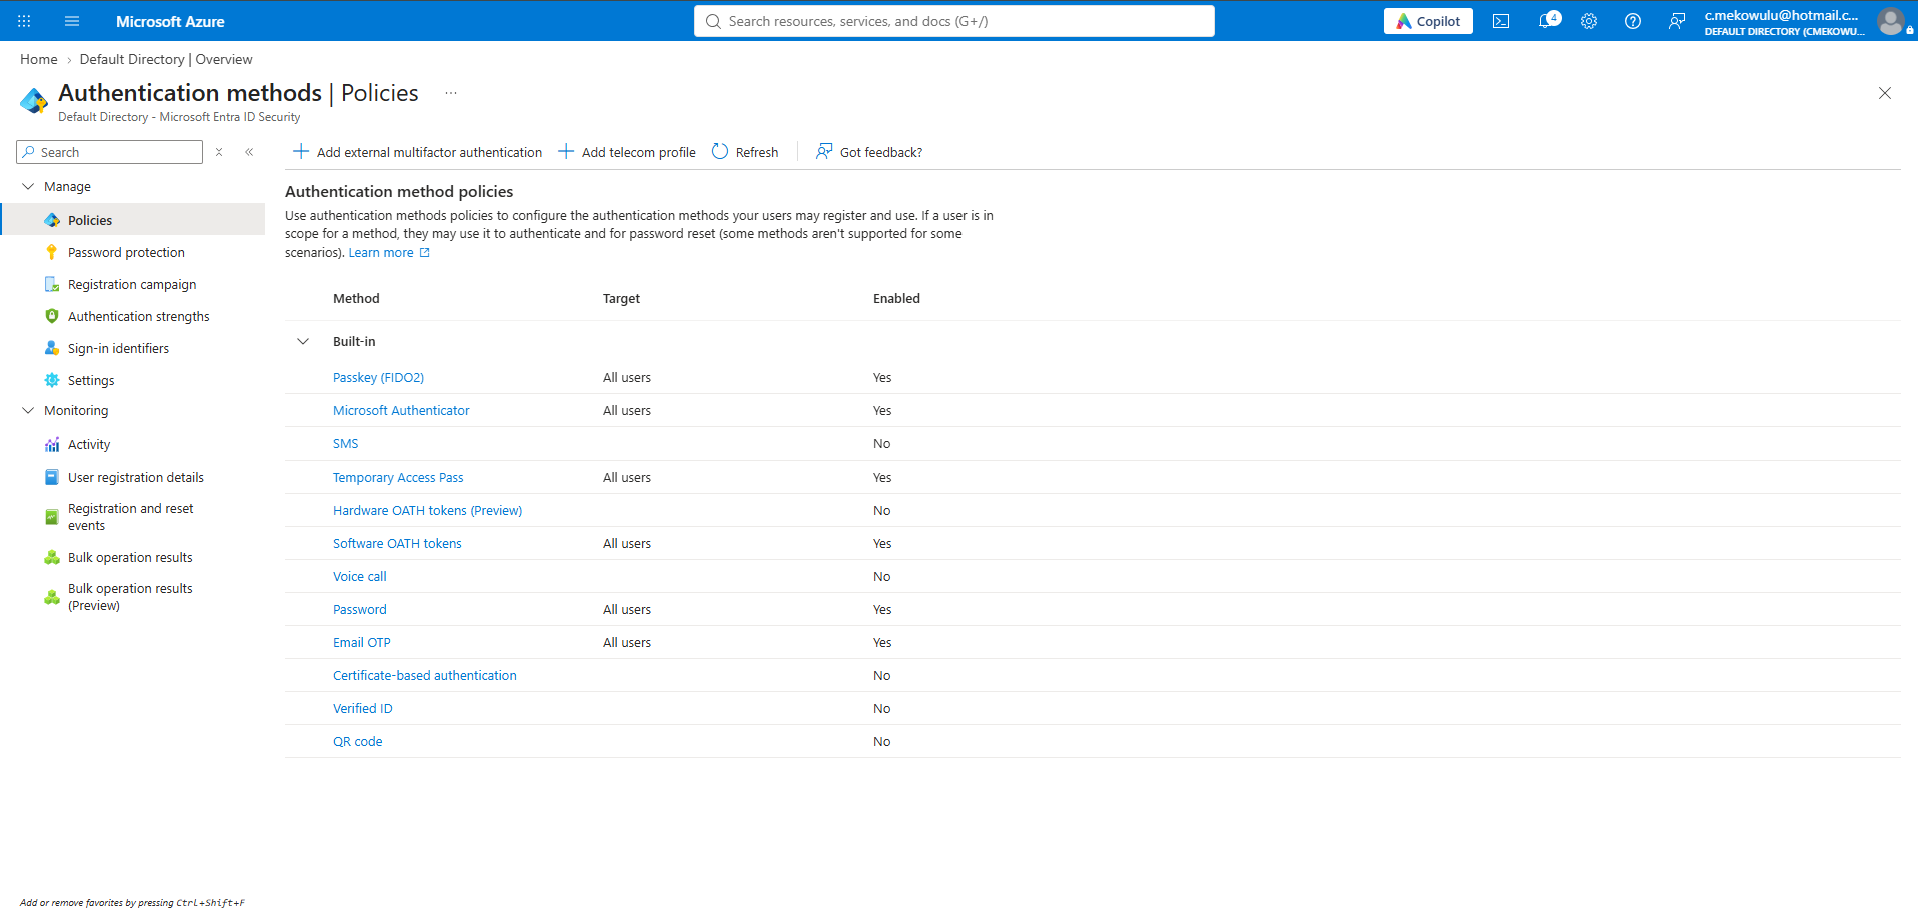 Microsoft Azure
Search resources, services, and docs (G+/)
Copilot
4
c.mekowulu@hotmail.c...
DEFAULT DIRECTORY (CMEKOWU...
Home > Default Directory | Overview
Authentication methods | Policies ...
Default Directory - Microsoft Entra ID Security
Search
Add external multifactor authentication
Add telecom profile
Refresh
Got feedback?
Manage
Policies
Password protection
Registration campaign
Authentication strengths
Sign-in identifiers
Settings
Monitoring
Activity
User registration details
Registration and reset
events
Bulk operation results
Bulk operation results
(Preview)
Add or remove favorites by pressing Ctrl+Shift+F
Authentication method policies
Use authentication methods policies to configure the authentication methods your users may register and use. If a user is in
scope for a method, they may use it to authenticate and for password reset (some methods aren't supported for some
scenarios). Learn more
Method Target Enabled
Built-in
Passkey (FIDO2) All users Yes
Microsoft Authenticator All users Yes
SMS No
Temporary Access Pass All users Yes
Hardware OATH tokens (Preview) No
Software OATH tokens All users Yes
Voice call No
Password All users Yes
Email OTP All users Yes
Certificate-based authentication No
Verified ID No
QR code No